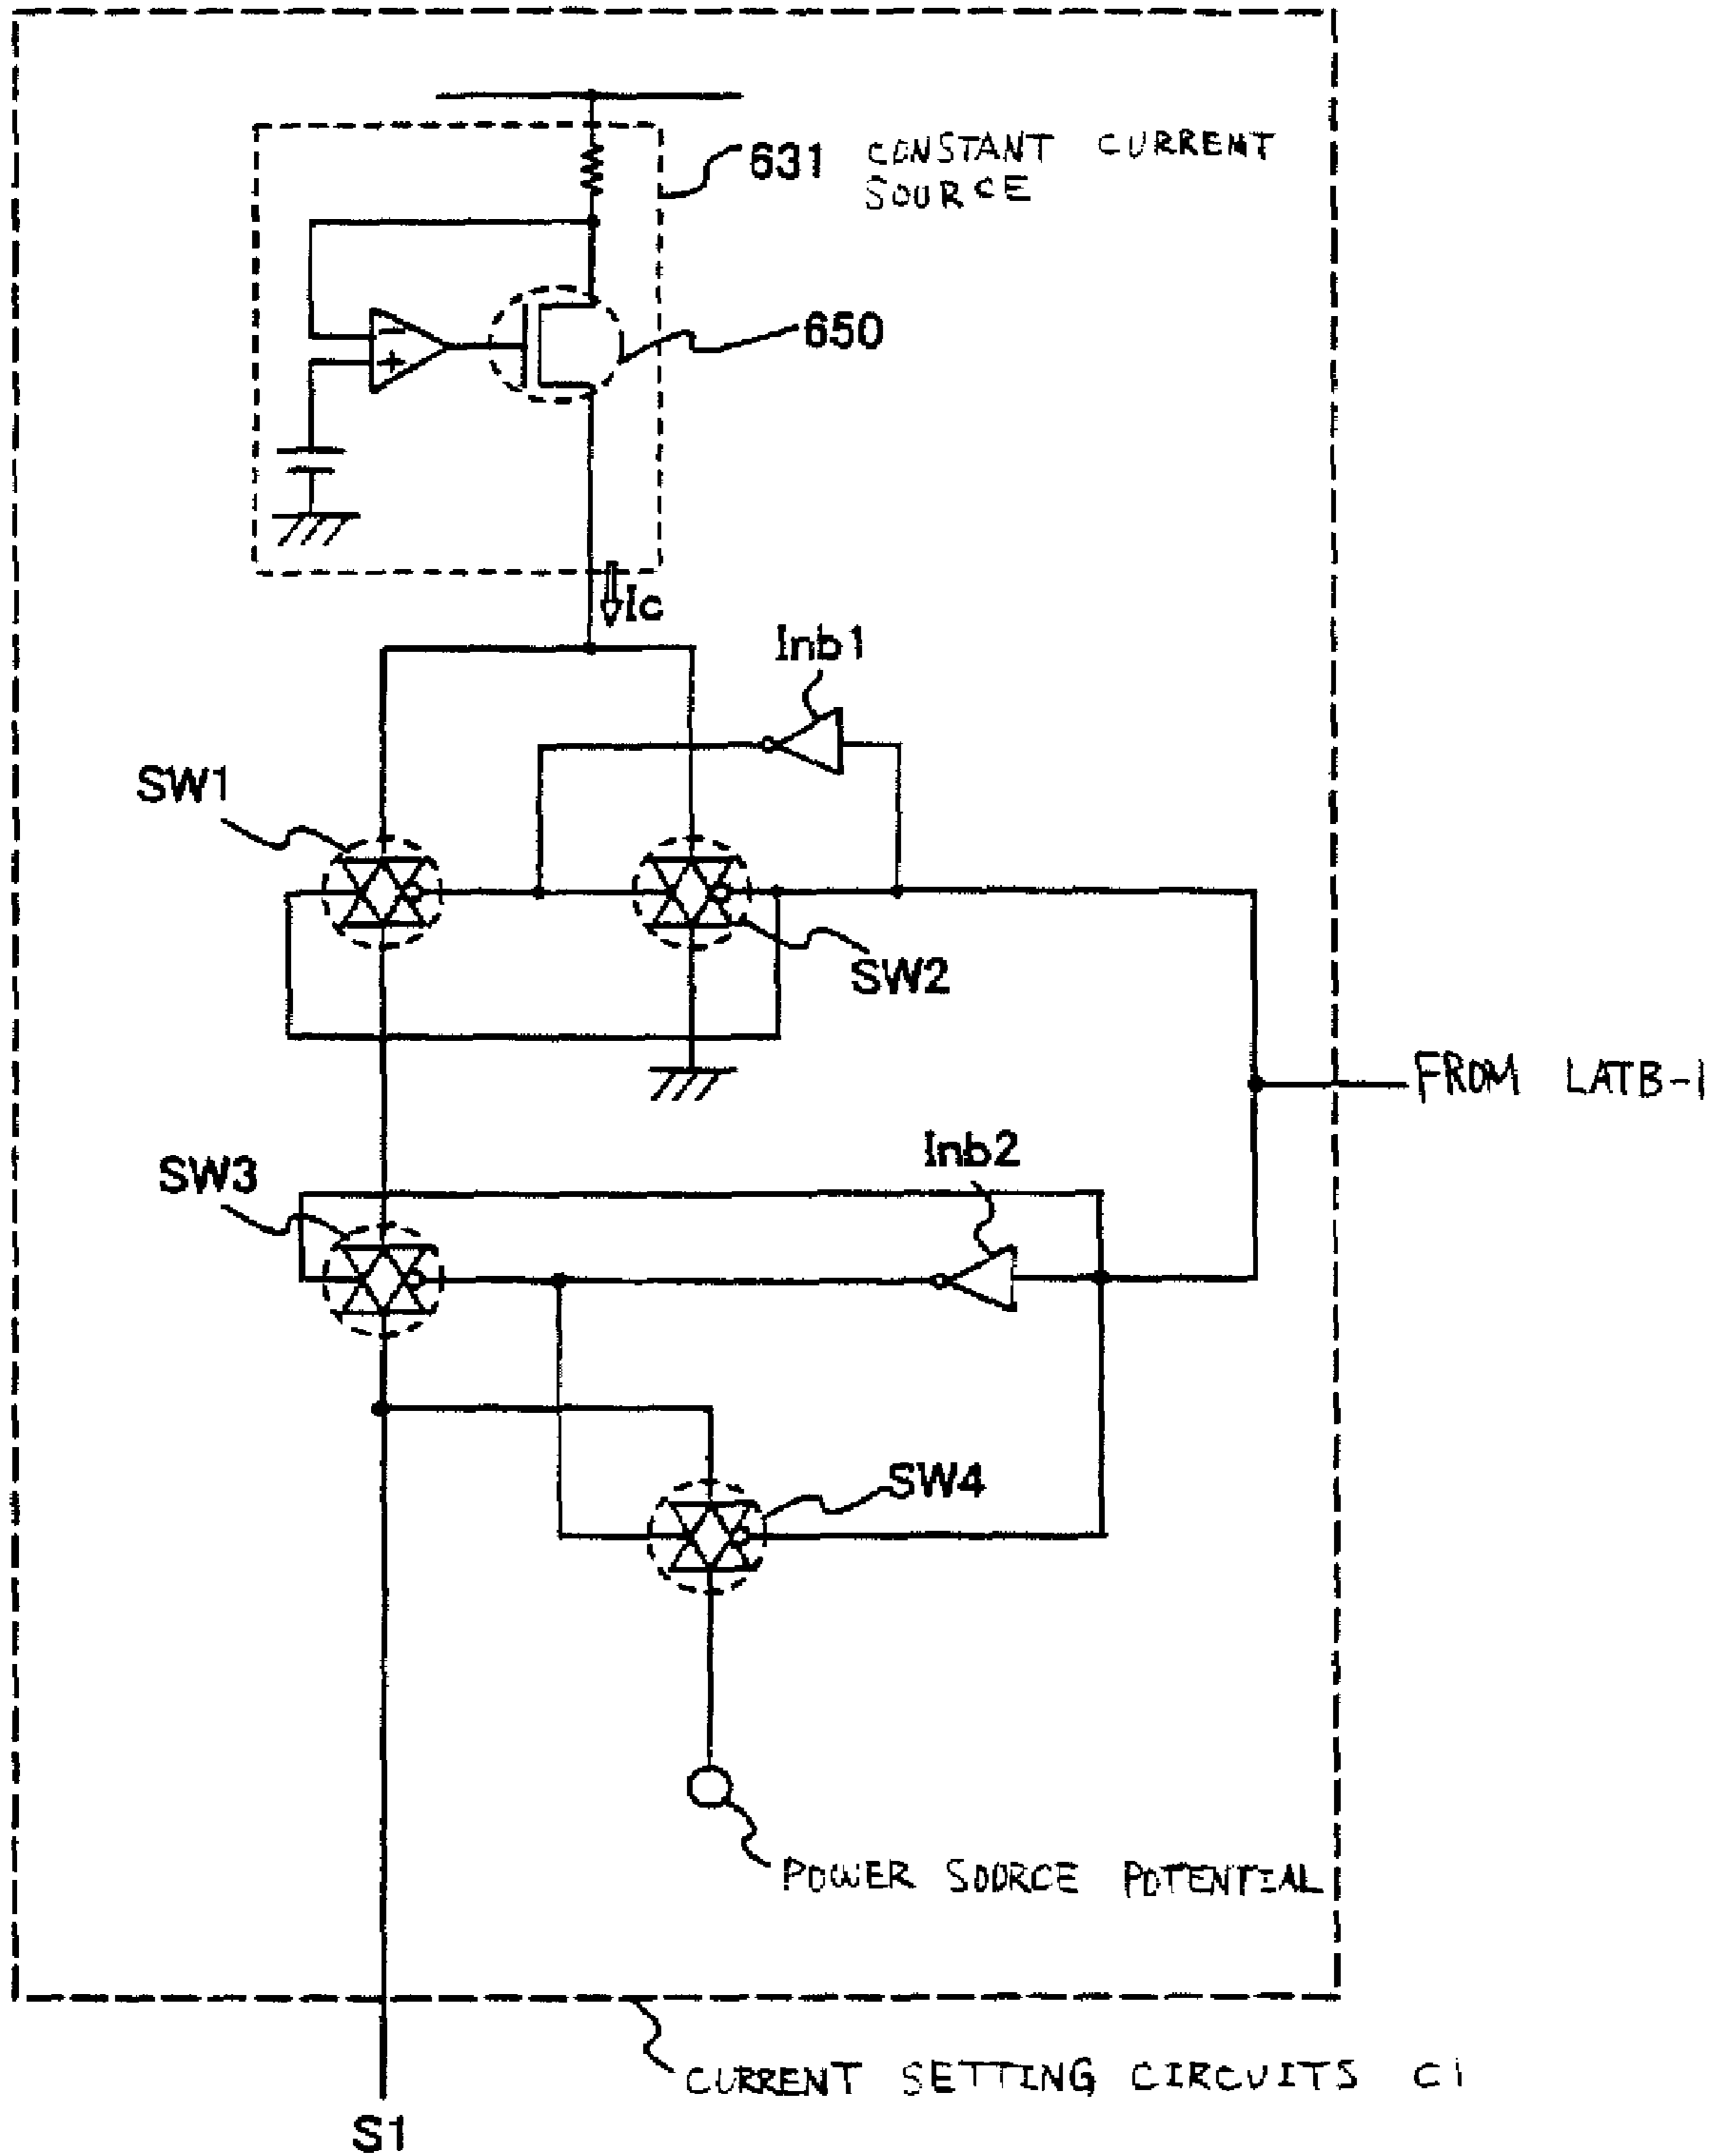 631 CONSTANT CURRENT
SOURCE
650
Ic
Inb1
SW1
SW2
FROM LATB-1
Inb2
SW3
SW4
POWER SOURCE POTENTIAL
CURRENT SETTING CIRCUITS C1
S1